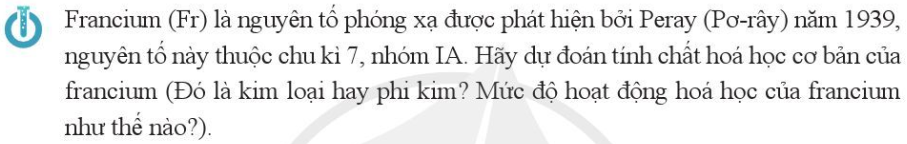 Francium (Fr) là nguyên tố phóng xạ được phát hiện bởi Peray (Pơ-rây) năm 1939,
nguyên tố này thuộc chu kì 7, nhóm IA. Hãy dự đoán tính chất hoá học cơ bản của
francium (Đó là kim loại hay phi kim? Mức độ hoạt động hoá học của francium
như thế nào?).